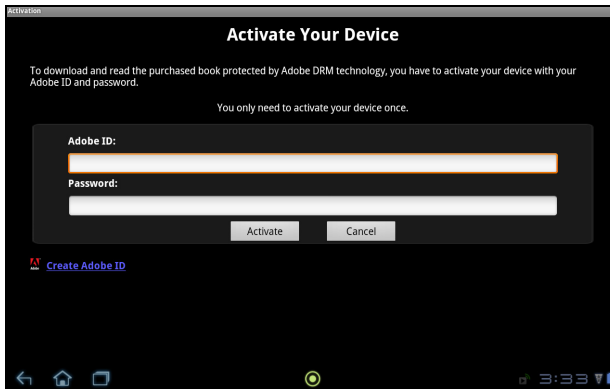 Activation
Activate Your Device
To download and read the purchased book protected by Adobe DRM technology, you have to activate your device with your
Adobe ID and password.
You only need to activate your device once.
Adobe ID:
Password:
Activate
Cancel
Adobe
Create Adobe ID
3:33